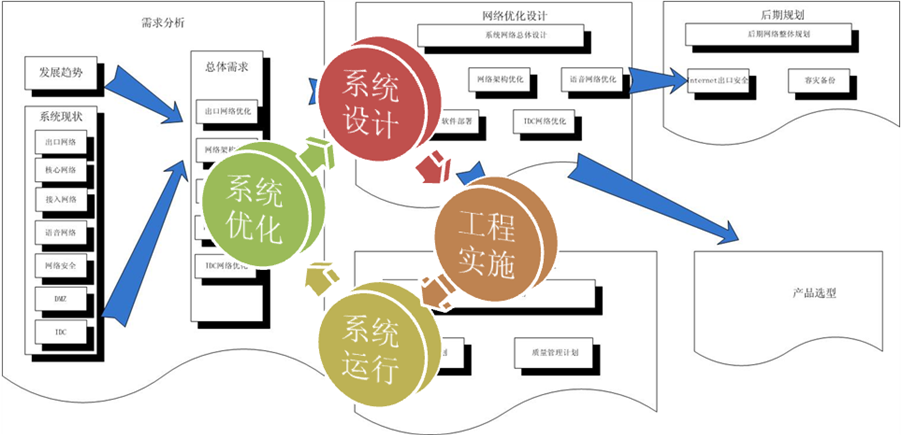 需求分析
发展趋势
系统现状
出口网络
核心网络
接入网络
语音网络
网络安全
DMZ
IDC
总体需求
出口网络优化
网络架构
IDC网络优化
网络优化设计
系统网络总体设计
网络架构优化
语音网络优化
软件部署
IDC网络优化
后期规划
后期网络整体规划
Internet出口安全
容灾备份
系统
设计
系统
优化
工程
实施
系统
运行
质量管理计划
产品选型